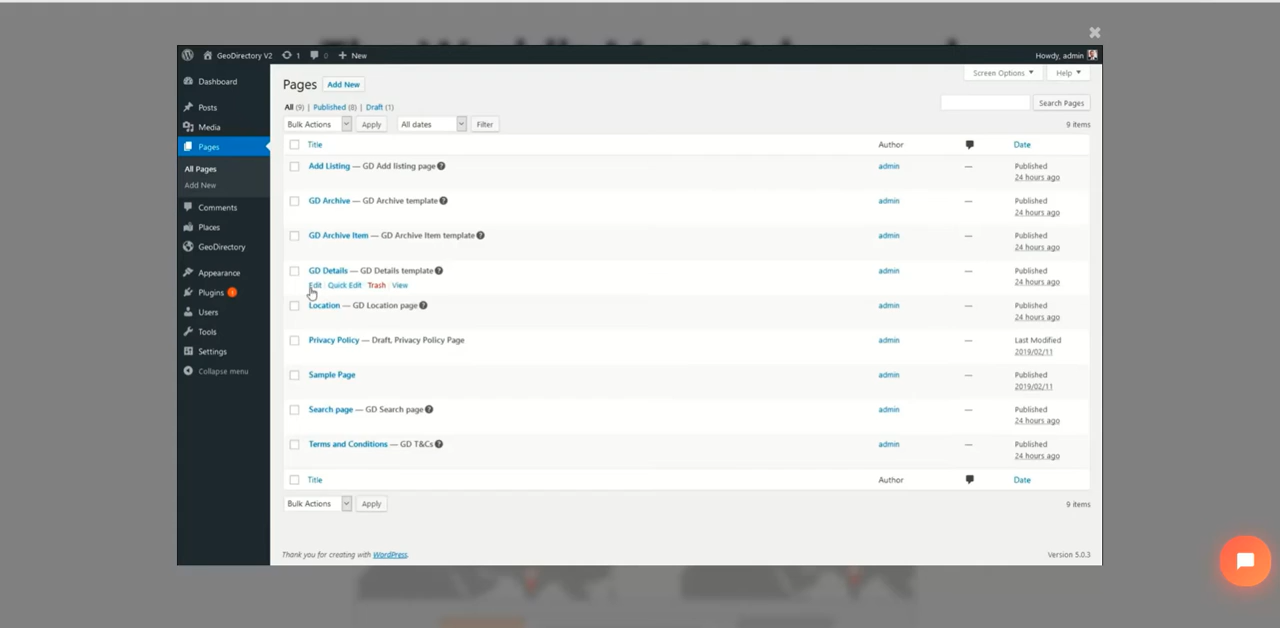 GeoDirectory V2 1 0 + New Howdy, admin
Screen Options ▼ Help ▼
Dashboard
Posts
Media
Pages
All Pages
Add New
Comments
Places
GeoDirectory
Appearance
Plugins 1
Users
Tools
Settings
Collapse menu
Pages Add New
All (9) | Published (8) | Draft (1)
Search Pages
Bulk Actions Apply All dates Filter 9 items
Title Author Date
Add Listing — GD Add listing page admin — Published
24 hours ago
GD Archive — GD Archive template admin — Published
24 hours ago
GD Archive Item — GD Archive Item template admin — Published
24 hours ago
GD Details — GD Details template admin — Published
24 hours ago
Edit Quick Edit Trash View
Location — GD Location page admin — Published
24 hours ago
Privacy Policy — Draft, Privacy Policy Page admin — Last Modified
2019/02/11
Sample Page admin — Published
2019/02/11
Search page — GD Search page admin — Published
24 hours ago
Terms and Conditions — GD T&Cs admin — Published
24 hours ago
Title Author Date
Bulk Actions Apply 9 items
Thank you for creating with WordPress. Version 5.0.3